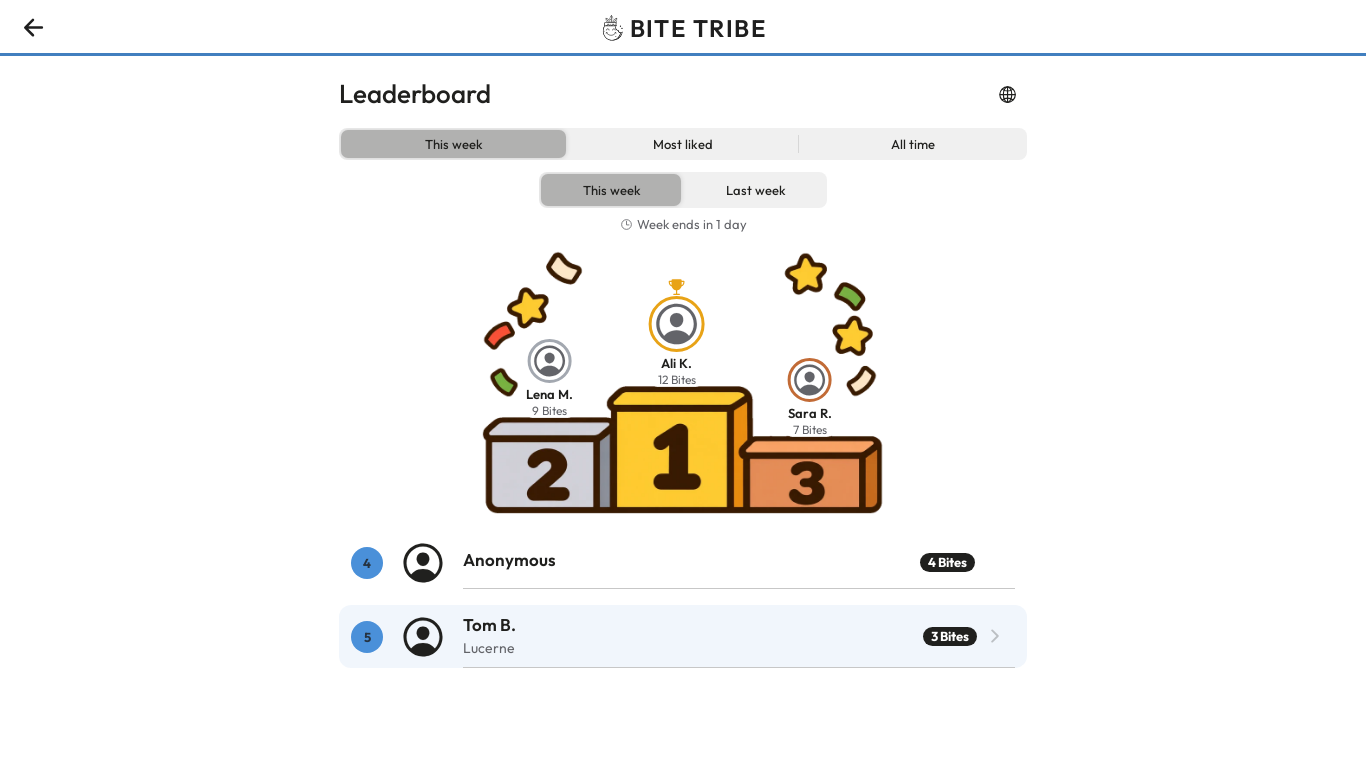 BITE TRIBE
Leaderboard
This week Most liked All time
This week Last week
Week ends in 1 day
Ali K.
12 Bites
Lena M.
9 Bites
Sara R.
7 Bites
2 1 3
4 Anonymous 4 Bites
5 Tom B. 3 Bites
Lucerne